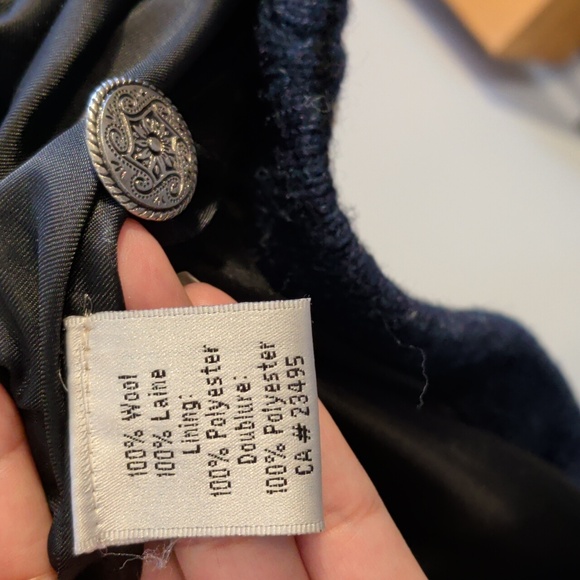 100% Wool
100% Laine
Lining:
100% Polyester
Doublure:
100% Polyester
CA# 23495